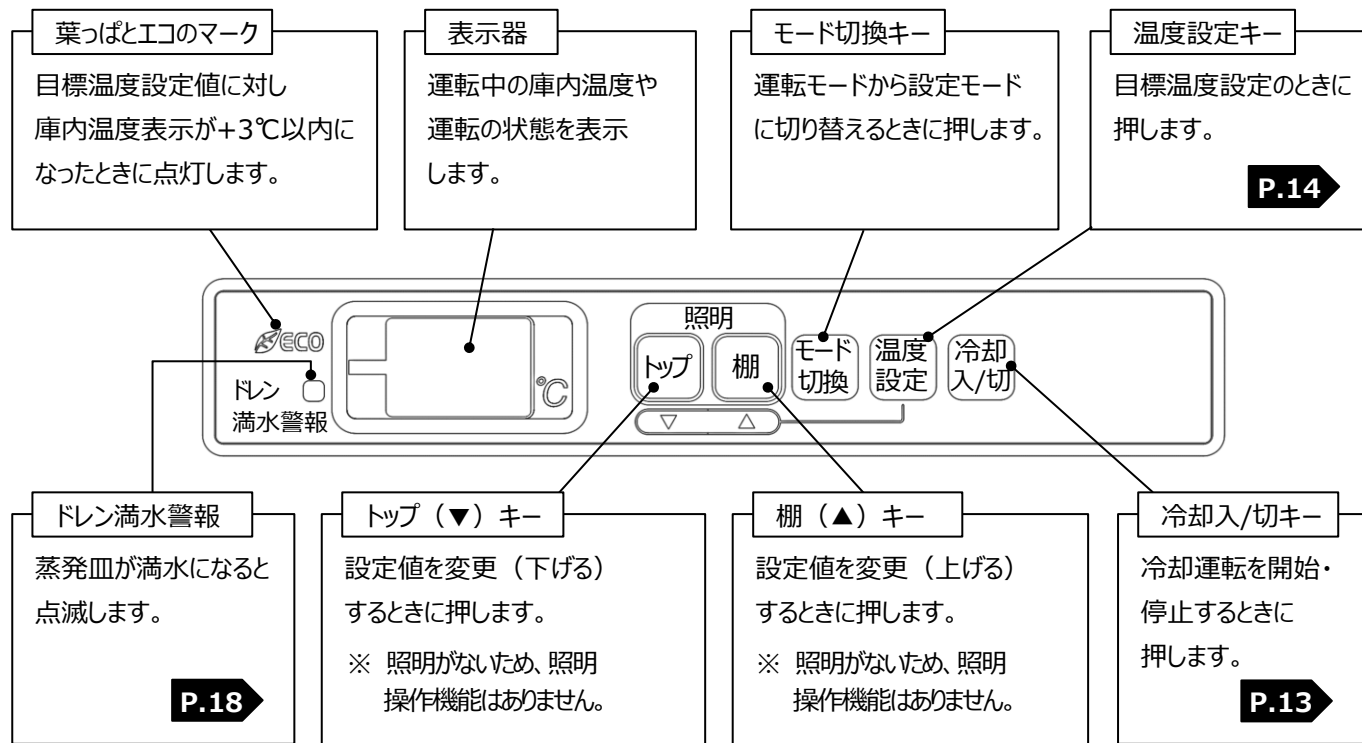 葉っぱとエコのマーク
目標温度設定値に対し
庫内温度表示が+3℃以内に
なったときに点灯します。
表示器
運転中の庫内温度や
運転の状態を表示
します。
モード切換キー
運転モードから設定モード
に切り替えるときに押します。
温度設定キー
目標温度設定のときに
押します。
P.14
ECO
ドレン
満水警報
℃
照明
トップ
棚
▽ △
モード
切換
温度
設定
冷却
入/切
ドレン満水警報
蒸発皿が満水になると
点滅します。
P.18
トップ（▼）キー
設定値を変更（下げる）
するときに押します。
※ 照明がないため、照明
操作機能はありません。
棚（▲）キー
設定値を変更（上げる）
するときに押します。
※ 照明がないため、照明
操作機能はありません。
冷却入/切キー
冷却運転を開始・
停止するときに
押します。
P.13